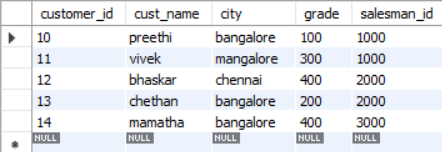 customer_id cust_name city grade salesman_id
10 preethi bangalore 100 1000
11 vivek mangalore 300 1000
12 bhaskar chennai 400 2000
13 chethan bangalore 200 2000
14 mamatha bangalore 400 3000
NULL NULL NULL NULL NULL